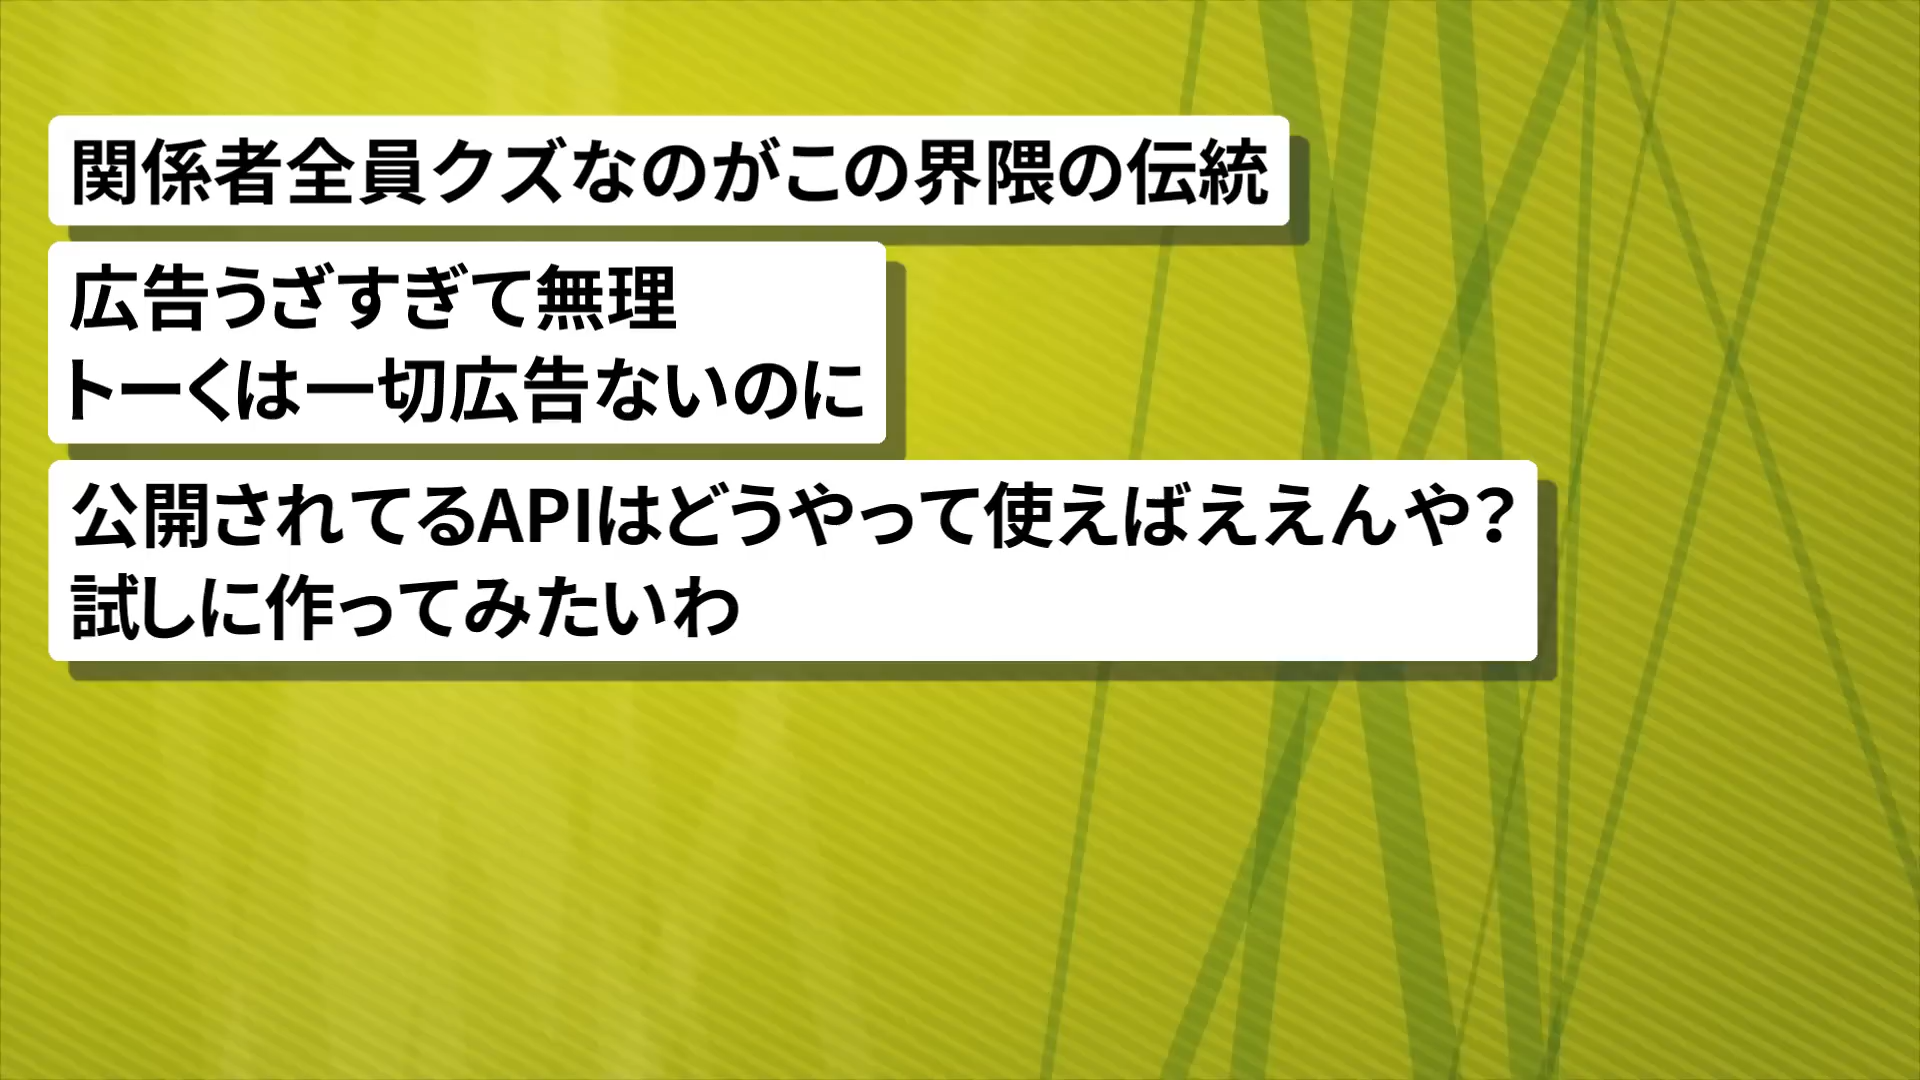 関係者全員クズなのがこの界隈の伝統
広告うざすぎて無理
トーくは一切広告ないのに
公開されてるAPIはどうやって使えばええんや？
試しに作ってみたいわ